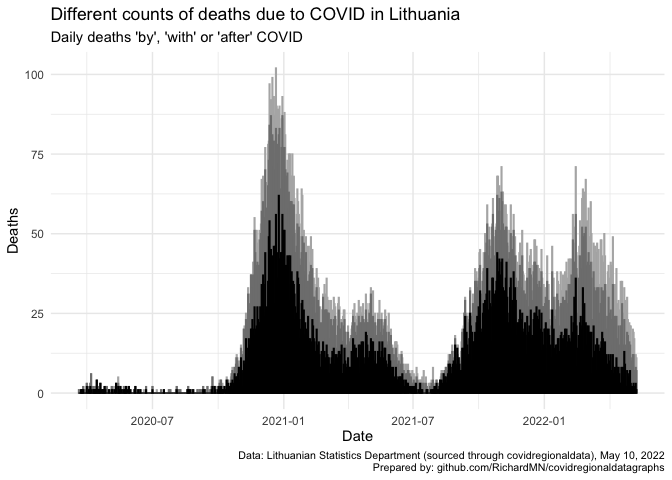 Different counts of deaths due to COVID in Lithuania
Daily deaths 'by', 'with' or 'after' COVID
100
75
50
25
0
Deaths
2020-07
2021-01
2021-07
2022-01
Date
Data: Lithuanian Statistics Department (sourced through covidregionaldata), May 10, 2022
Prepared by: github.com/RichardMN/covidregionaldatagraphs